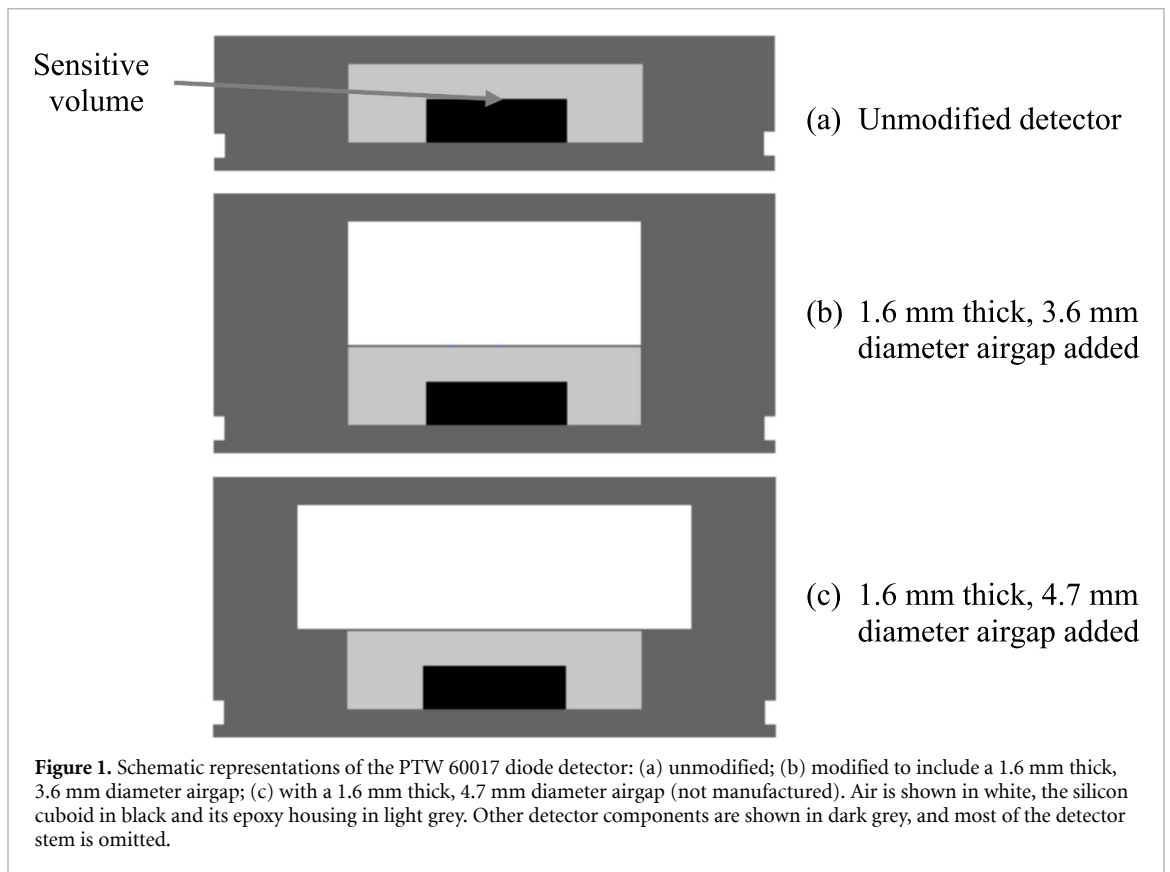 Sensitive
volume
(a) Unmodified detector
(b) 1.6 mm thick, 3.6 mm
diameter airgap added
(c) 1.6 mm thick, 4.7 mm
diameter airgap added
Figure 1. Schematic representations of the PTW 60017 diode detector: (a) unmodified; (b) modified to include a 1.6 mm thick,
3.6 mm diameter airgap; (c) with a 1.6 mm thick, 4.7 mm diameter airgap (not manufactured). Air is shown in white, the silicon
cuboid in black and its epoxy housing in light grey. Other detector components are shown in dark grey, and most of the detector
stem is omitted.